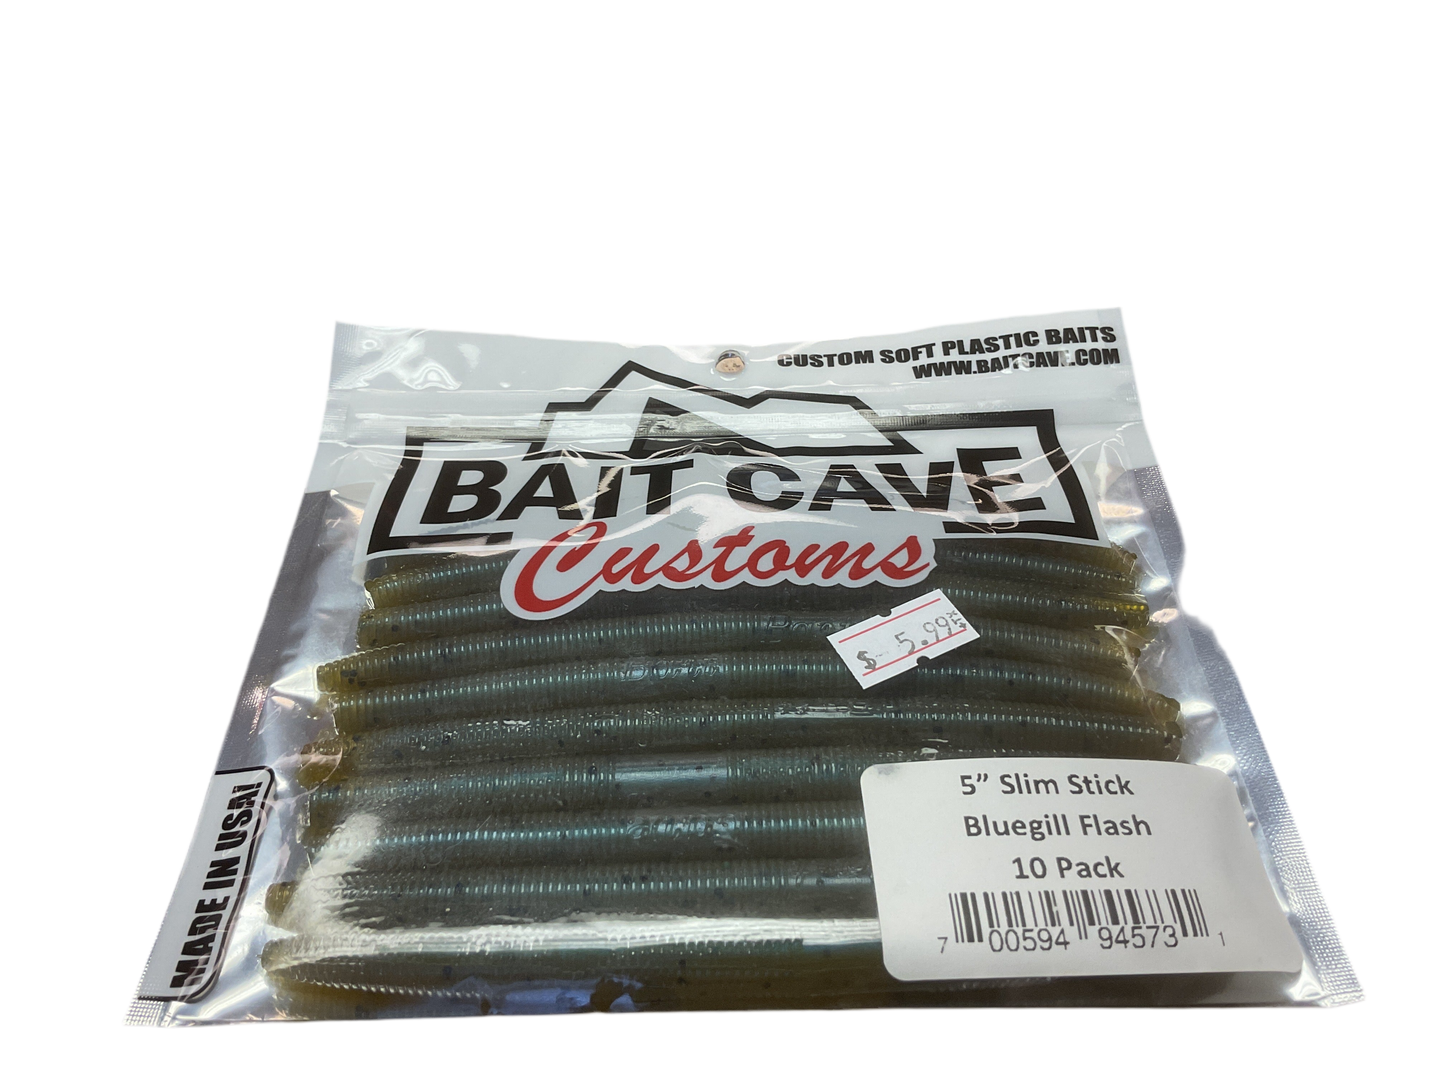 CUSTOM SOFT PLASTIC BAITS
WWW.BAITCAVE.COM
BAIT CAVE
Customs
$ 5.99
5” Slim Stick
Bluegill Flash
10 Pack
7 00594 94573 1
MADE IN USA!